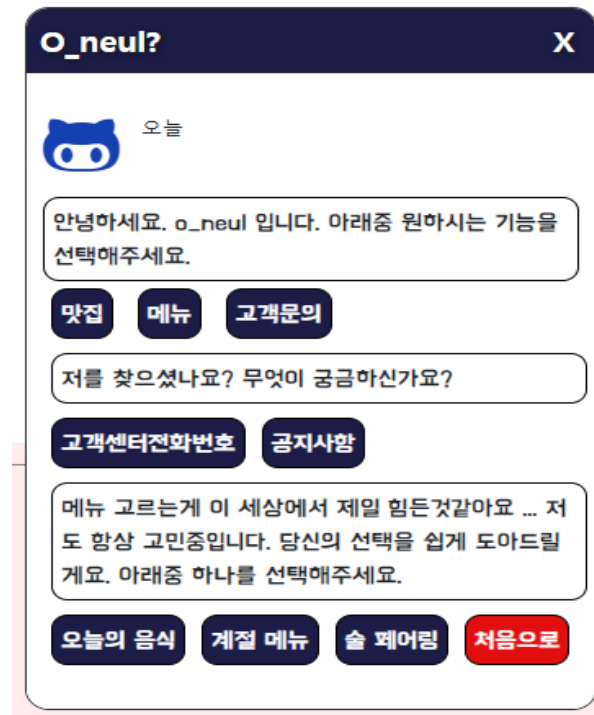 O_neul? X
오늘
안녕하세요. o_neul 입니다. 아래중 원하시는 기능을
선택해주세요.
맛집 메뉴 고객문의
저를 찾으셨나요? 무엇이 궁금하신가요?
고객센터전화번호 공지사항
메뉴 고르는게 이 세상에서 제일 힘든것같아요 ... 저
도 항상 고민중입니다. 당신의 선택을 쉽게 도아드릴
게요. 아래중 하나를 선택해주세요.
오늘의 음식 계절 메뉴 술 페어링 처음으로